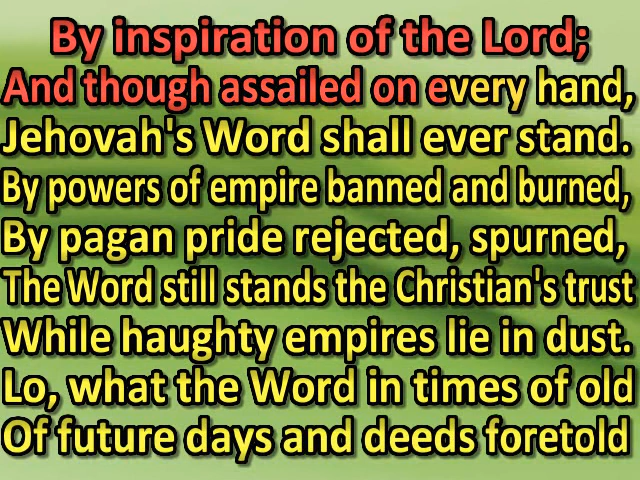 By inspiration of the Lord;
And though assailed on every hand,
Jehovah's Word shall ever stand.
By powers of empire banned and burned,
By pagan pride rejected, spurned,
The Word still stands the Christian's trust
While haughty empires lie in dust.
Lo, what the Word in times of old
Of future days and deeds foretold